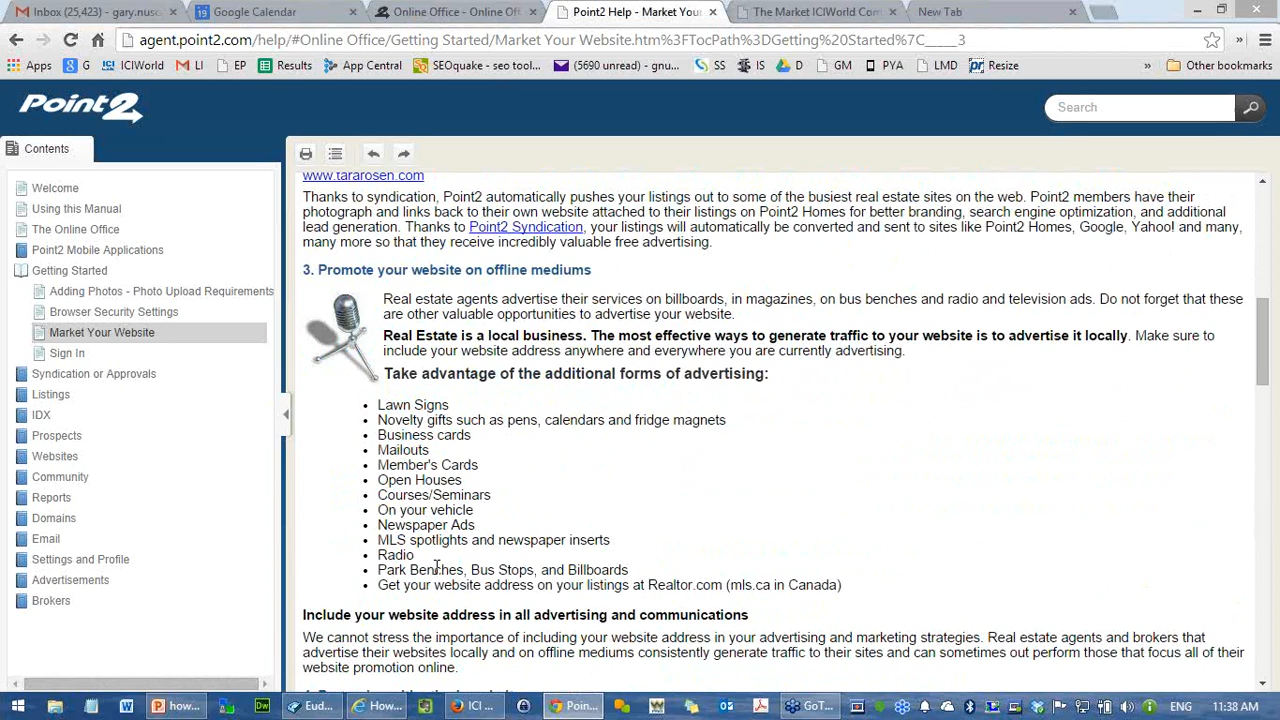 Inbox (25,423) - gary.nus
Google Calendar
Online Office - Online Of
Point2 Help - Market You
The Market ICIWorld Com
New Tab
agent.point2.com/help/#Online Office/Getting Started/Market Your Website.htm%3FTocPath%3DGetting%20Started%7C_____3
Apps
G
ICIWorld
LI
EP
Results
App Central
SEOquake - seo tool...
(5690 unread) - gnu...
SS
IS
GM
PYA
LMD
pr
Resize
»
Other bookmarks
Point2
Search
Contents
Welcome
Using this Manual
The Online Office
Point2 Mobile Applications
Getting Started
Adding Photos - Photo Upload Requirements
Browser Security Settings
Market Your Website
Sign In
Syndication or Approvals
Listings
IDX
Prospects
Websites
Community
Reports
Domains
Email
Settings and Profile
Advertisements
Brokers
www.tararosen.com
Thanks to syndication, Point2 automatically pushes your listings out to some of the busiest real estate sites on the web. Point2 members have their
photograph and links back to their own website attached to their listings on Point2 Homes for better branding, search engine optimization, and additional
lead generation. Thanks to Point2 Syndication, your listings will automatically be converted and sent to sites like Point2 Homes, Google, Yahoo! and many,
many more so that they receive incredibly valuable free advertising.
3. Promote your website on offline mediums
Real estate agents advertise their services on billboards, in magazines, on bus benches and radio and television ads. Do not forget that these
are other valuable opportunities to advertise your website.
Real Estate is a local business. The most effective ways to generate traffic to your website is to advertise it locally. Make sure to
include your website address anywhere and everywhere you are currently advertising.
Take advantage of the additional forms of advertising:
• Lawn Signs
• Novelty gifts such as pens, calendars and fridge magnets
• Business cards
• Mailouts
• Member's Cards
• Open Houses
• Courses/Seminars
• On your vehicle
• Newspaper Ads
• MLS spotlights and newspaper inserts
• Radio
• Park Benches, Bus Stops, and Billboards
• Get your website address on your listings at Realtor.com (mls.ca in Canada)
Include your website address in all advertising and communications
We cannot stress the importance of including your website address in your advertising and marketing strategies. Real estate agents and brokers that
advertise their websites locally and on offline mediums consistently generate traffic to their sites and can sometimes out perform those that focus all of their
website promotion online.
how...
Eud...
How...
ICI ...
Poin...
GoT...
ENG
11:38 AM